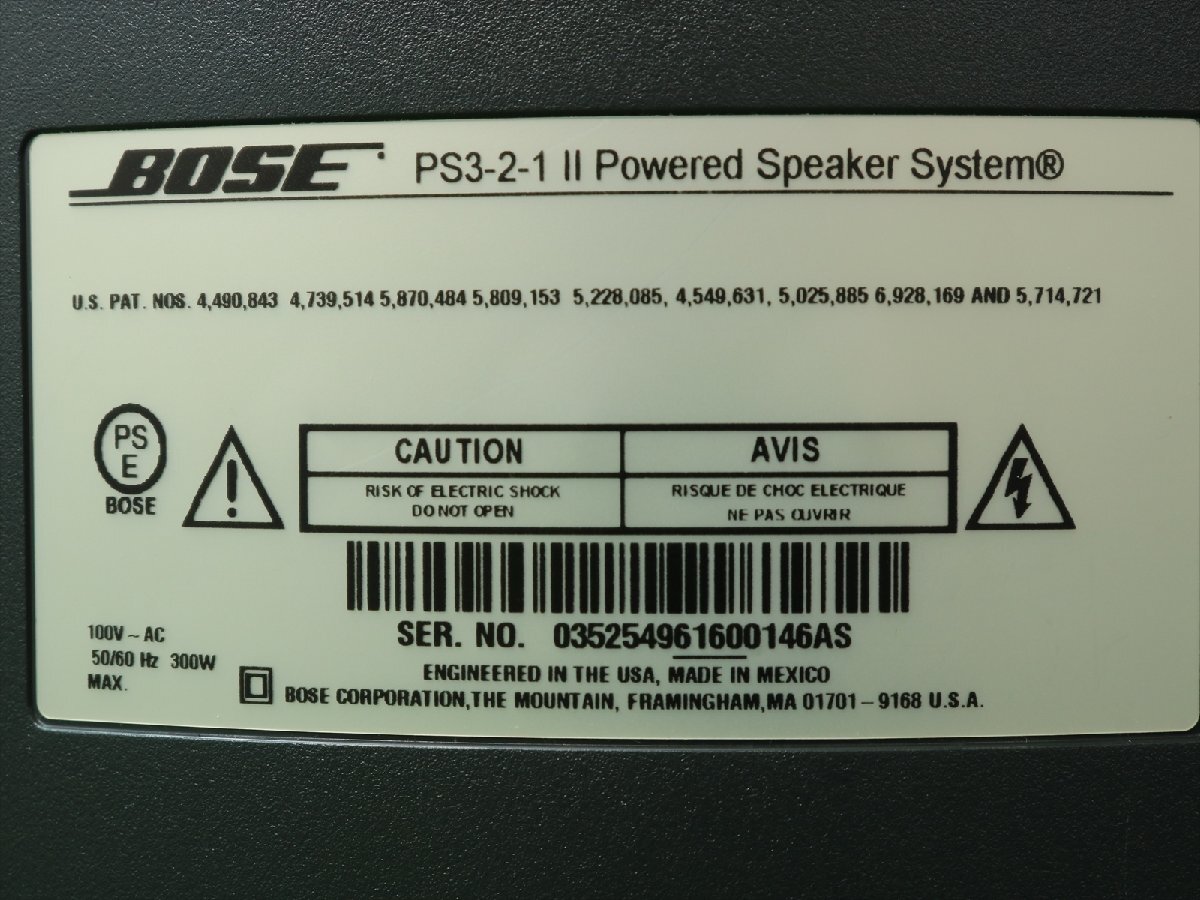 BOSE PS3-2-1 II Powered Speaker System®
U.S. PAT. NOS. 4,490,843 4,739,514 5,870,484 5,809,153 5,228,085, 4,549,631, 5,025,885 6,928,169 AND 5,714,721
PS
E
BOSE
CAUTION
RISK OF ELECTRIC SHOCK
DO NOT OPEN
AVIS
RISQUE DE CHOC ELECTRIQUE
NE PAS OUVRIR
SER. NO. 035254961600146AS
100V ~ AC
50/60 Hz 300W
MAX.
ENGINEERED IN THE USA, MADE IN MEXICO
BOSE CORPORATION,THE MOUNTAIN, FRAMINGHAM,MA 01701-9168 U.S.A.